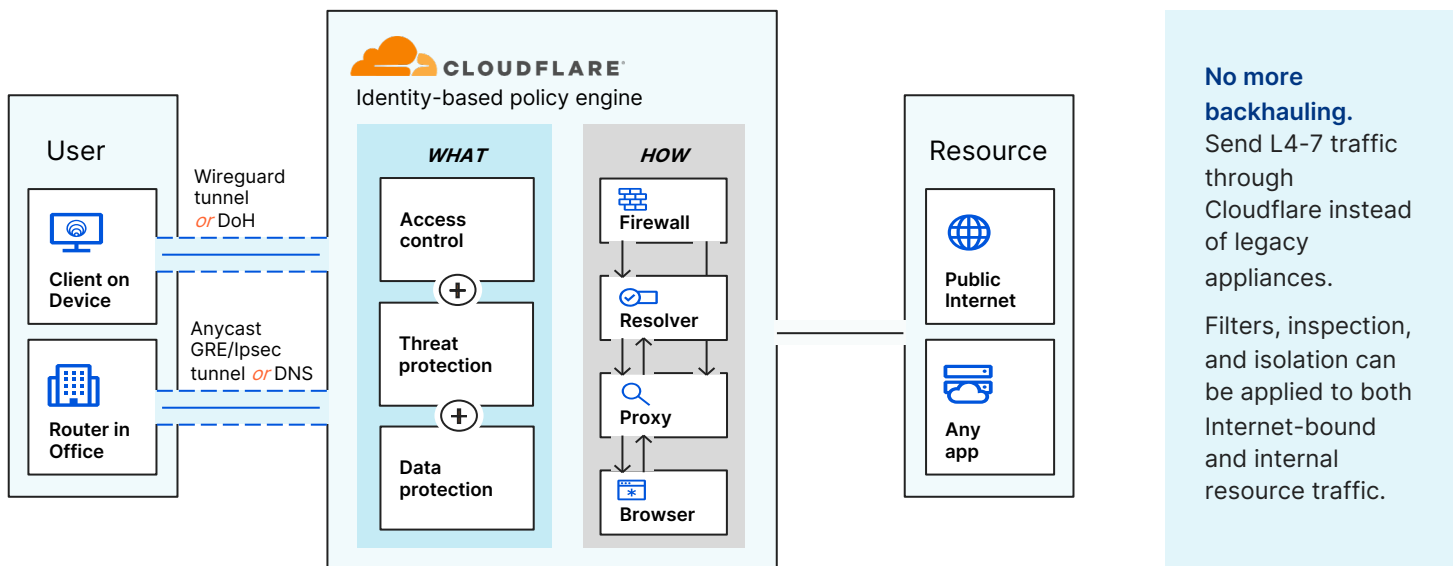 CLOUDFLARE
Identity-based policy engine
User
Client on
Device
Router in
Office
Wireguard
tunnel
or DoH
Anycast
GRE/Ipsec
tunnel or DNS
WHAT
Access
control
+
Threat
protection
+
Data
protection
HOW
Firewall
Resolver
Proxy
Browser
Resource
Public
Internet
Any
app
No more
backhauling.
Send L4-7 traffic
through
Cloudflare instead
of legacy
appliances.
Filters, inspection,
and isolation can
be applied to both
Internet-bound
and internal
resource traffic.